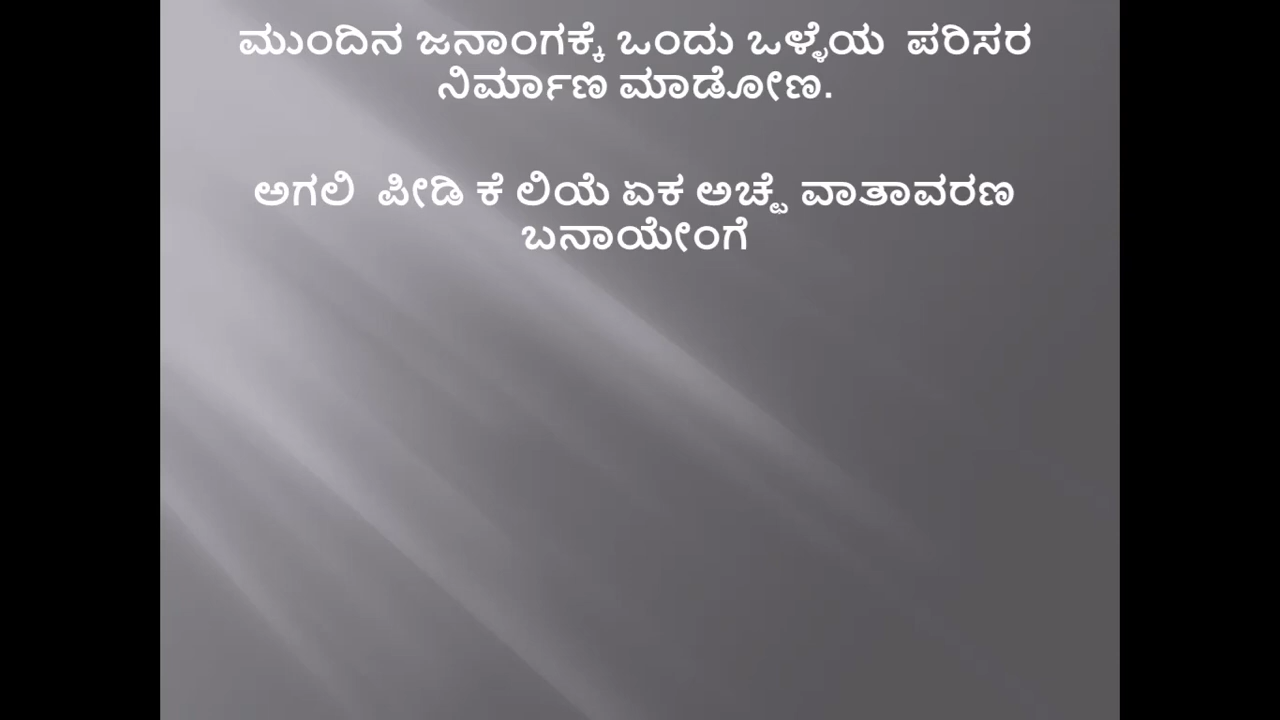 ಮುಂದಿನ ಜನಾಂಗಕ್ಕೆ ಒಂದು ಒಳ್ಳೆಯ ಪರಿಸರ
ನಿರ್ಮಾಣ ಮಾಡೋಣ.
ಅಗಲಿ ಪೀಡಿ ಕೆ ಲಿಯೆ ಏಕ ಅಚ್ಛೆ ವಾತಾವರಣ
ಬನಾಯೇಂಗೆ